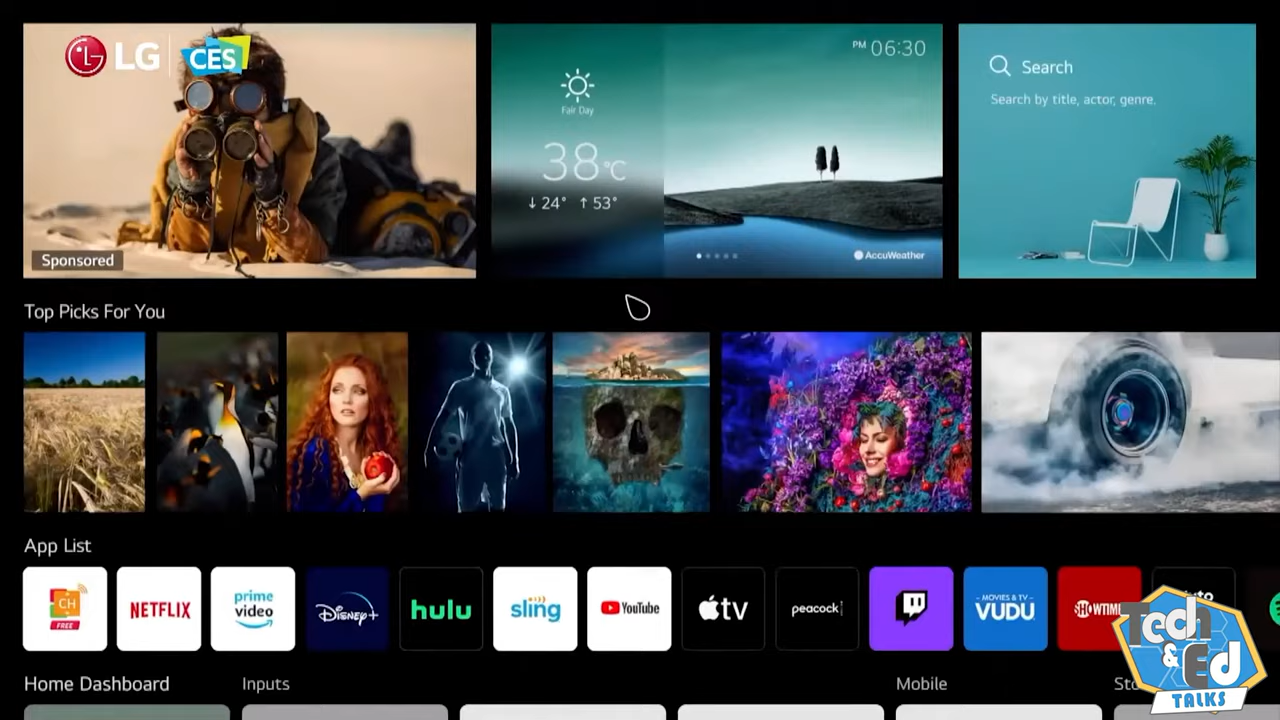 LG
CES
Sponsored
PM 06:30
Fair Day
38°C
↓ 24° ↑ 53°
AccuWeather
Search
Search by title, actor, genre.
Top Picks For You
App List
CH
FREE
NETFLIX
prime
video
Disney+
hulu
sling
YouTube
tv
peacock
MOVIES & TV
VUDU
Home Dashboard
Inputs
Mobile
Tech
& Ed
TALKS